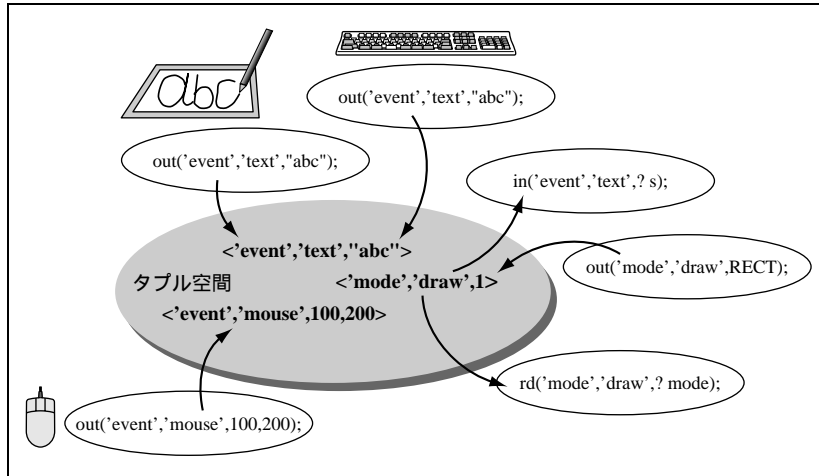 abc
out('event','text","abc");
out('event','text',"abc");
in('event','text',? s);
<'event','text',"abc">
タプル空間
<'mode','draw',1>
out('mode','draw',RECT);
<'event','mouse',100,200>
rd('mode','draw',? mode);
out('event','mouse',100,200);